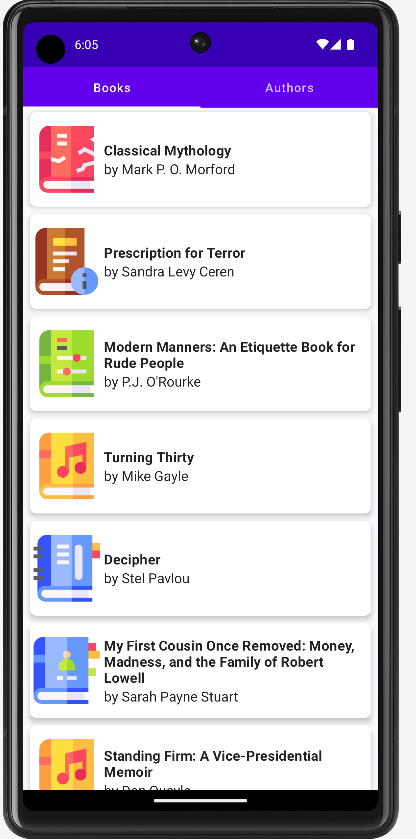 6:05
Books
Authors
Classical Mythology
by Mark P. O. Morford
Prescription for Terror
by Sandra Levy Ceren
Modern Manners: An Etiquette Book for
Rude People
by P.J. O'Rourke
Turning Thirty
by Mike Gayle
Decipher
by Stel Pavlou
My First Cousin Once Removed: Money,
Madness, and the Family of Robert
Lowell
by Sarah Payne Stuart
Standing Firm: A Vice-Presidential
Memoir
by Dan Quayle